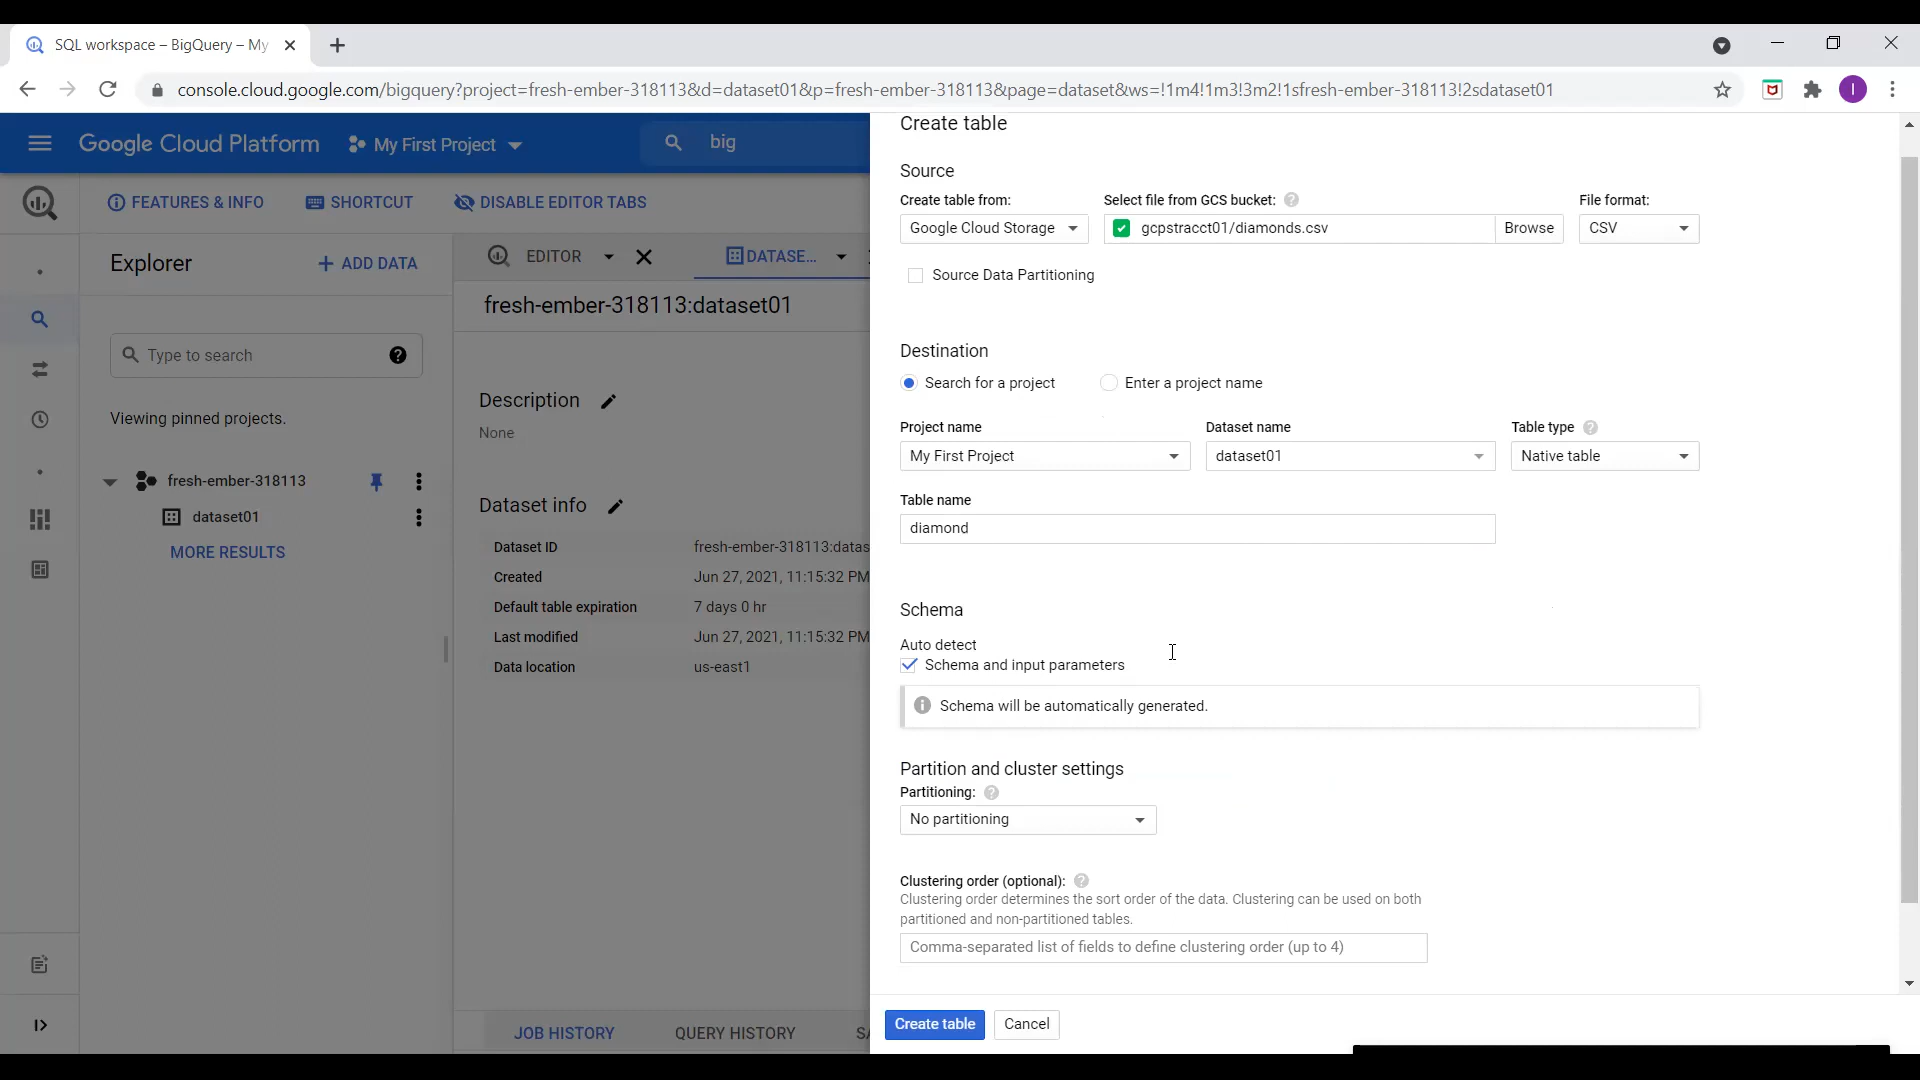 SQL workspace – BigQuery – My
console.cloud.google.com/bigquery?project=fresh-ember-318113&d=dataset01&p=fresh-ember-318113&page=dataset&ws=!1m4!1m3!3m2!1sfresh-ember-318113!2sdataset01
I
Google Cloud Platform
My First Project
big
FEATURES & INFO
SHORTCUT
DISABLE EDITOR TABS
Explorer
+ ADD DATA
Type to search
Viewing pinned projects.
fresh-ember-318113
dataset01
MORE RESULTS
EDITOR
DATASE...
fresh-ember-318113:dataset01
Description
None
Dataset info
Dataset ID fresh-ember-318113:datas
Created Jun 27, 2021, 11:15:32 PM
Default table expiration 7 days 0 hr
Last modified Jun 27, 2021, 11:15:32 PM
Data location us-east1
JOB HISTORY
QUERY HISTORY
SA
Create table
Source
Create table from: Select file from GCS bucket: File format:
Google Cloud Storage gcpstracct01/diamonds.csv Browse CSV
Source Data Partitioning
Destination
Search for a project Enter a project name
Project name Dataset name Table type
My First Project dataset01 Native table
Table name
diamond
Schema
Auto detect
Schema and input parameters
Schema will be automatically generated.
Partition and cluster settings
Partitioning:
No partitioning
Clustering order (optional):
Clustering order determines the sort order of the data. Clustering can be used on both
partitioned and non-partitioned tables.
Comma-separated list of fields to define clustering order (up to 4)
Create table Cancel